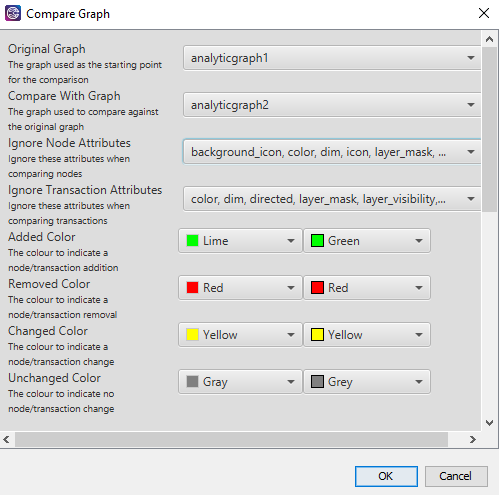 Compare Graph
Original Graph
The graph used as the starting point
for the comparison
analyticgraph1
Compare With Graph
The graph used to compare against
the original graph
analyticgraph2
Ignore Node Attributes
Ignore these attributes when
comparing nodes
background_icon, color, dim, icon, layer_mask, ...
Ignore Transaction Attributes
Ignore these attributes when
comparing transactions
color, dim, directed, layer_mask, layer_visibility,...
Added Color
The colour to indicate a
node/transaction addition
Lime
Green
Removed Color
The colour to indicate a
node/transaction removal
Red
Red
Changed Color
The colour to indicate a
node/transaction change
Yellow
Yellow
Unchanged Color
The colour to indicate no
node/transaction change
Gray
Grey
OK
Cancel